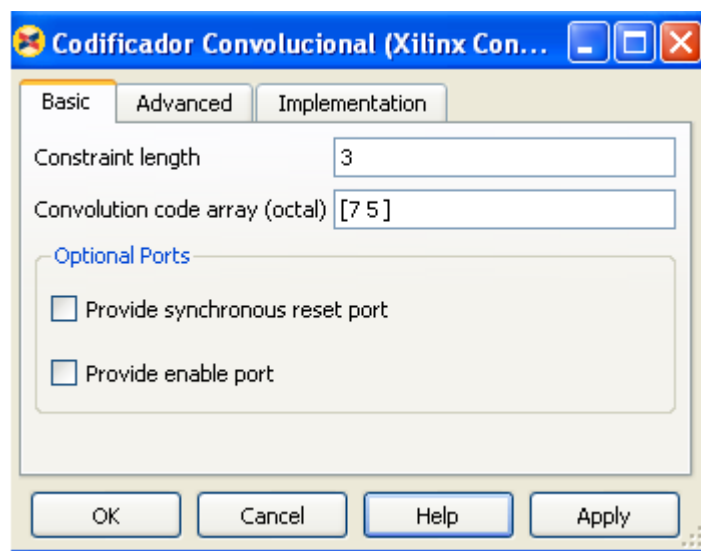 Codificador Convolucional (Xilinx Con...
Basic Advanced Implementation
Constraint length 3
Convolution code array (octal) [7 5]
Optional Ports
Provide synchronous reset port
Provide enable port
OK Cancel Help Apply